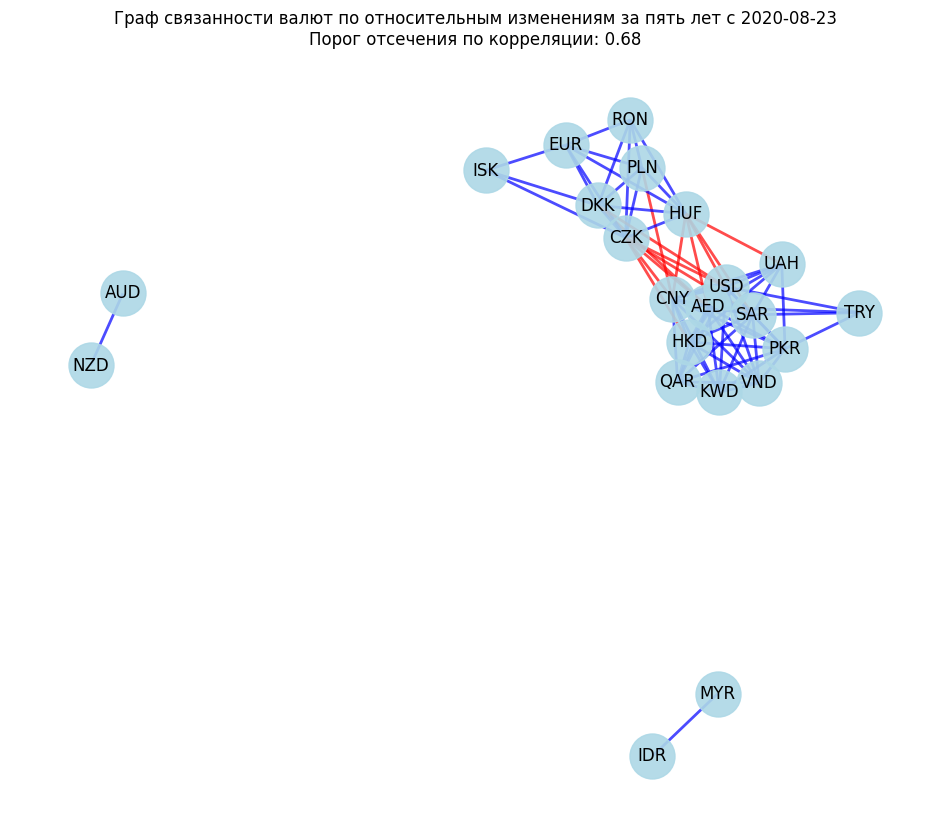 Граф связанности валют по относительным изменениям за пять лет с 2020-08-23
Порог отсечения по корреляции: 0.68
RON
EUR
PLN
ISK
DKK
HUF
CZK
UAH
USD
AUD
CNY
AED
SAR
TRY
HKD
PKR
NZD
QAR
KWD
VND
MYR
IDR